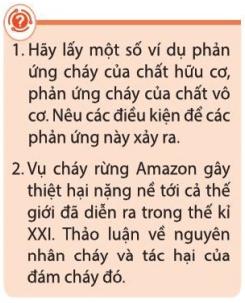 1. Hãy lấy một số ví dụ phản
ứng cháy của chất hữu cơ,
phản ứng cháy của chất vô
cơ. Nêu các điều kiện để các
phản ứng này xảy ra.
2. Vụ cháy rừng Amazon gây
thiệt hại nặng nề tới cả thế
giới đã diễn ra trong thế kỉ
XXI. Thảo luận về nguyên
nhân cháy và tác hại của
đám cháy đó.